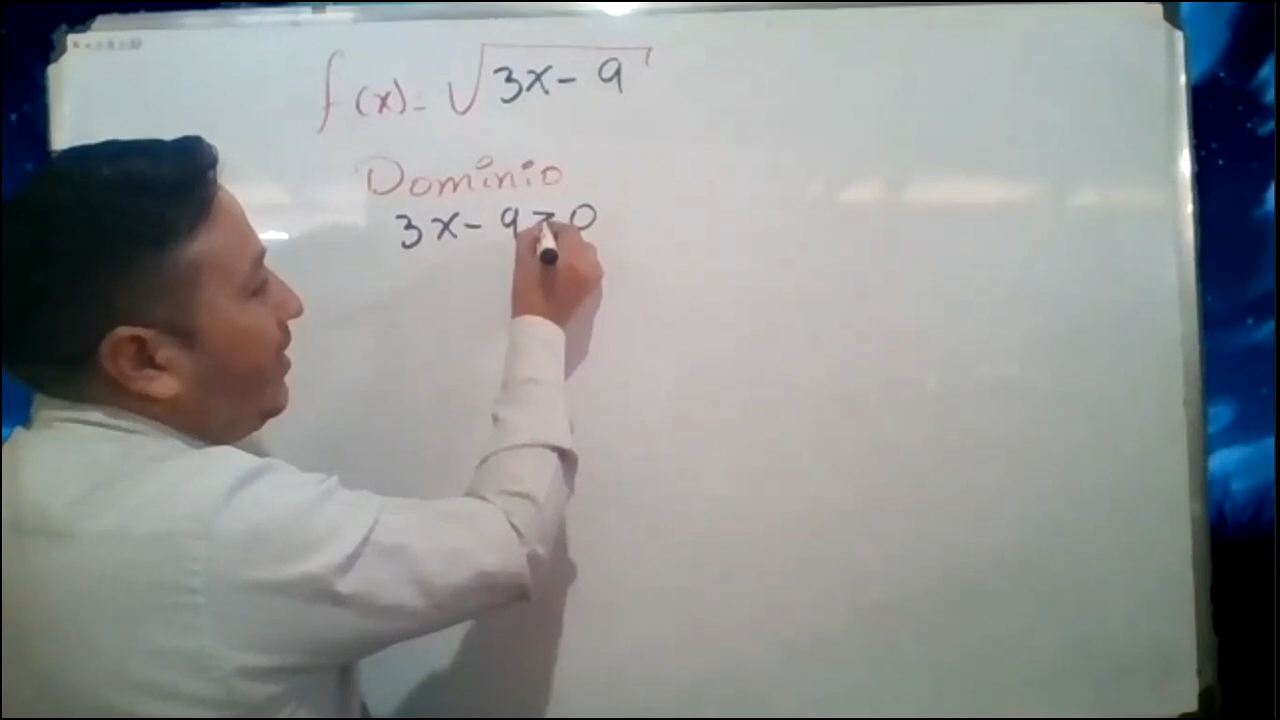 f(x) = √3x - 9
Dominio
3x - 9 ≥ 0